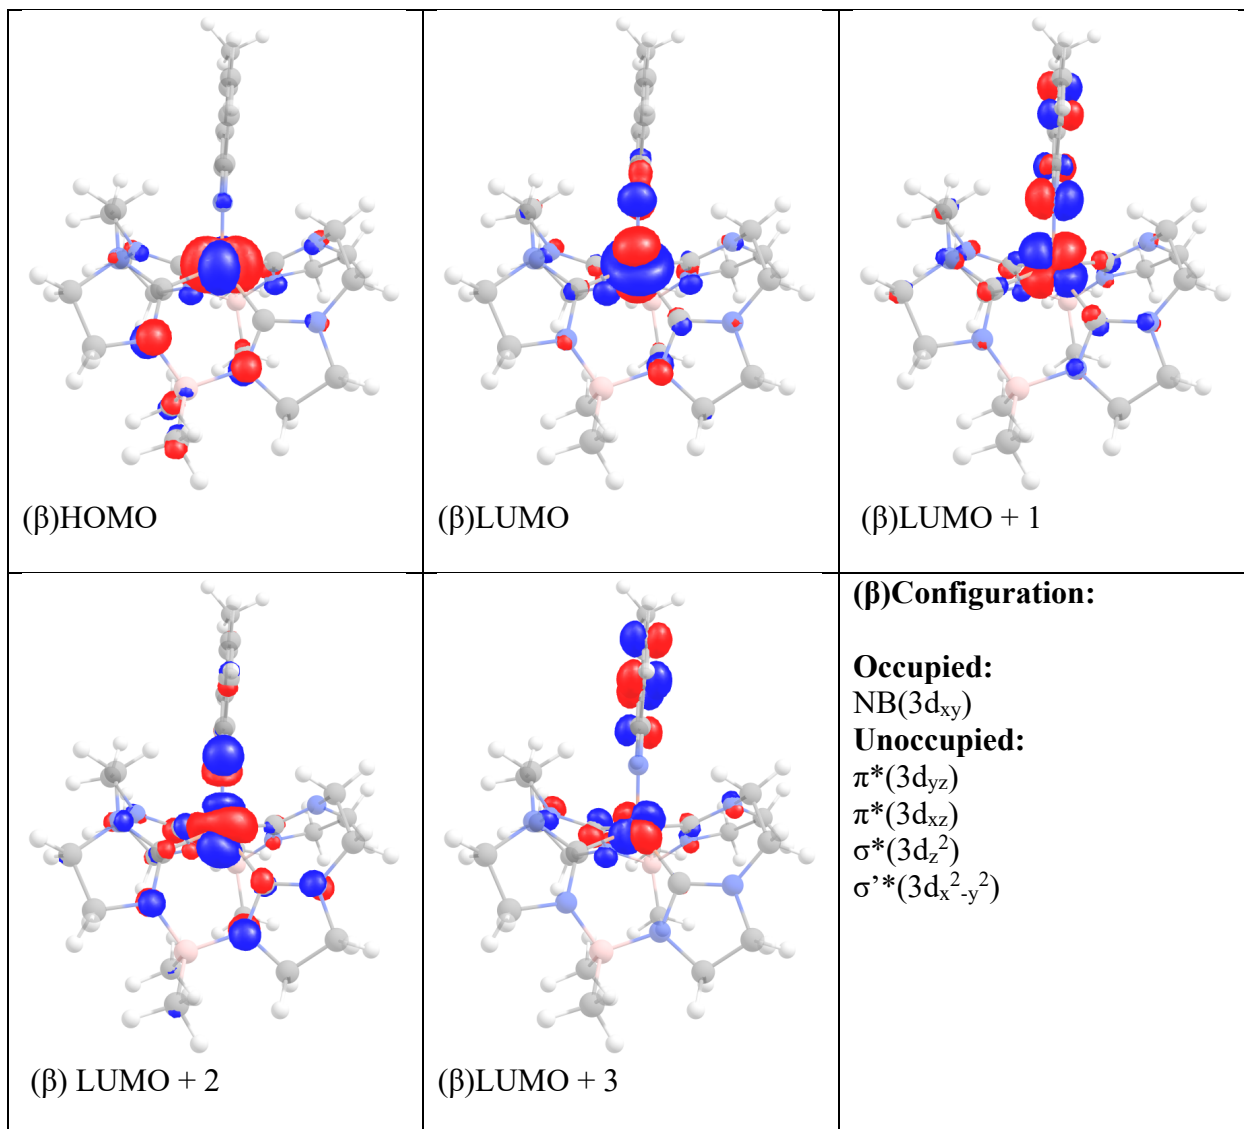 (β)HOMO
(β)LUMO
(β)LUMO + 1
(β) LUMO + 2
(β)LUMO + 3
(β)Configuration:
Occupied:
NB(3dxy)
Unoccupied:
π*(3dyz)
π*(3dxz)
σ*(3dz²)
σ’*(3dx²-y²)